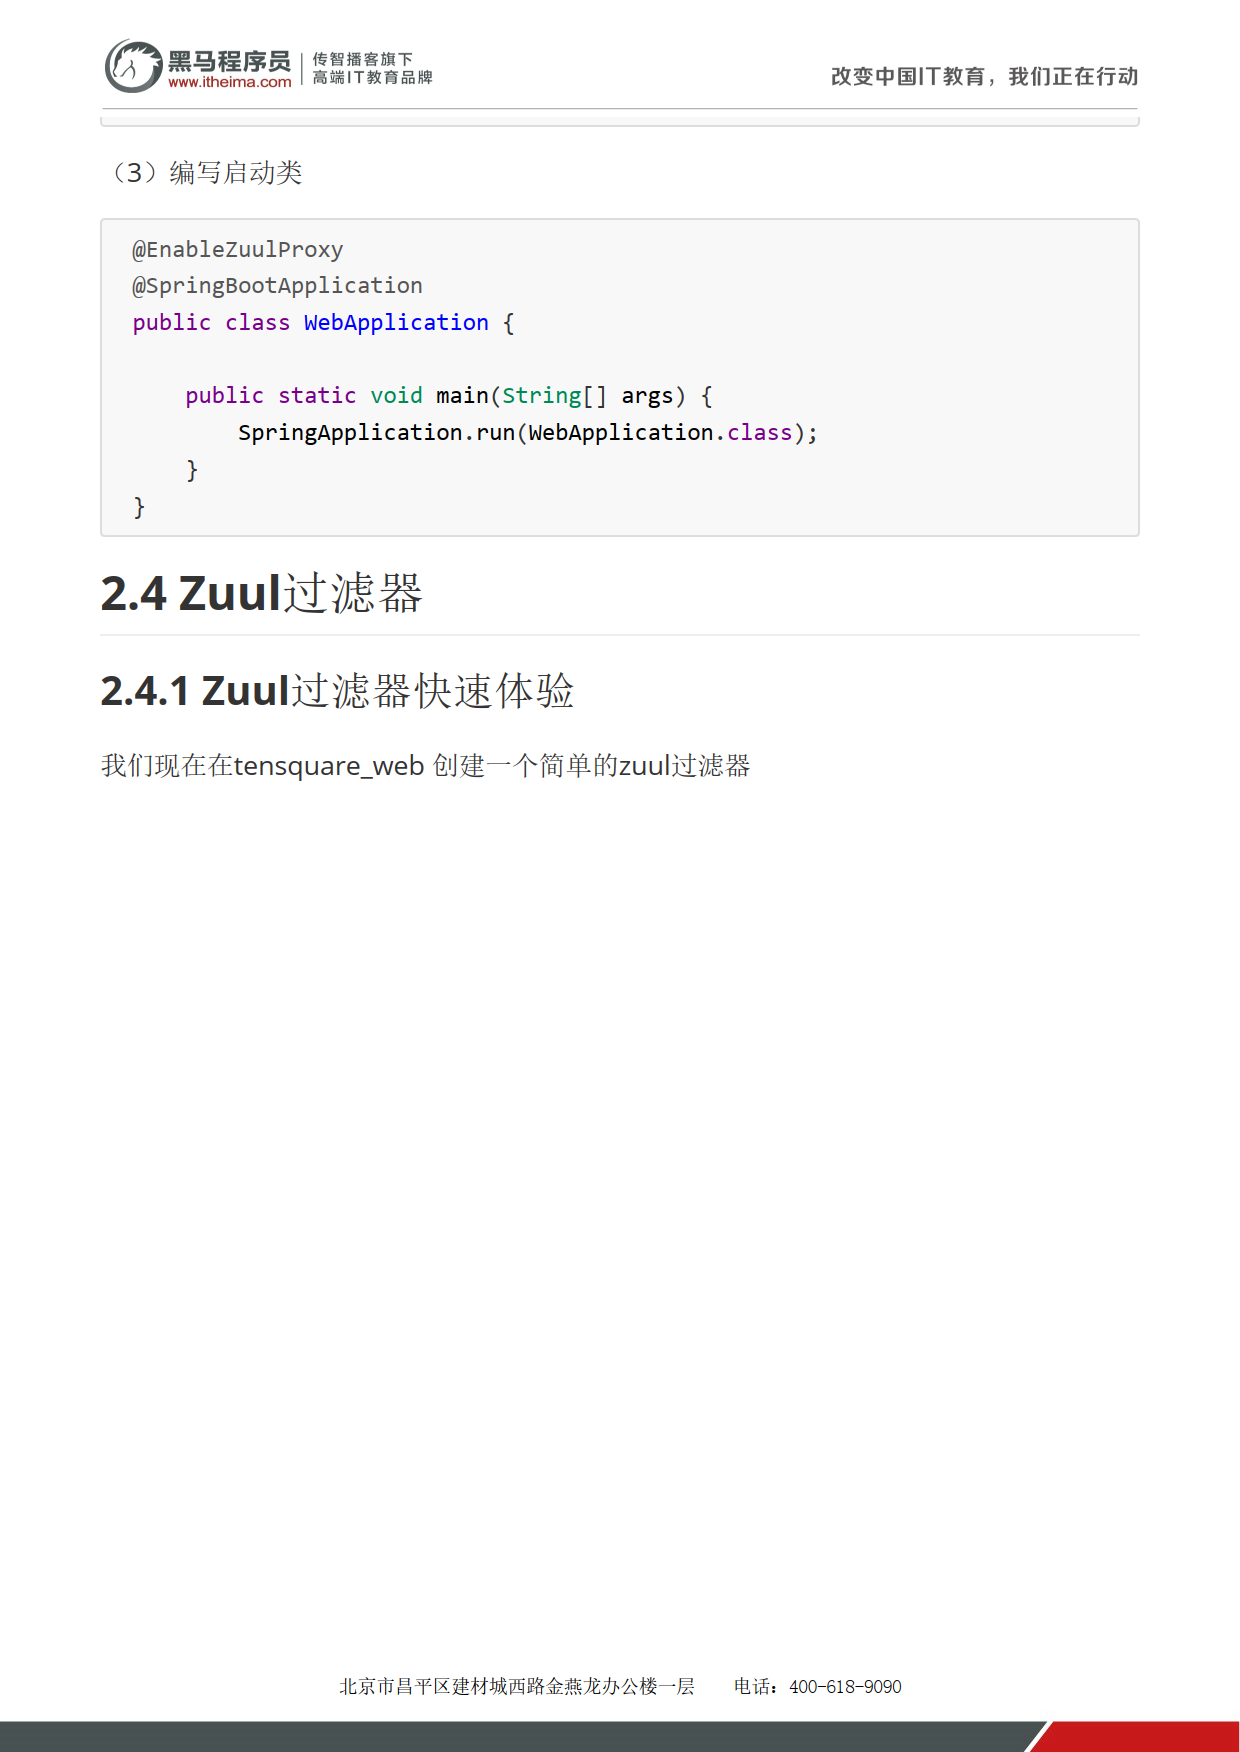 黑马程序员
www.itheima.com
传智播客旗下
高端IT教育品牌
改变中国IT教育，我们正在行动
（3）编写启动类
@EnableZuulProxy
@SpringBootApplication
public class WebApplication {
    public static void main(String[] args) {
        SpringApplication.run(WebApplication.class);
    }
}
2.4 Zuul过滤器
2.4.1 Zuul过滤器快速体验
我们现在在tensquare_web 创建一个简单的zuul过滤器
北京市昌平区建材城西路金燕龙办公楼一层 电话：400-618-9090